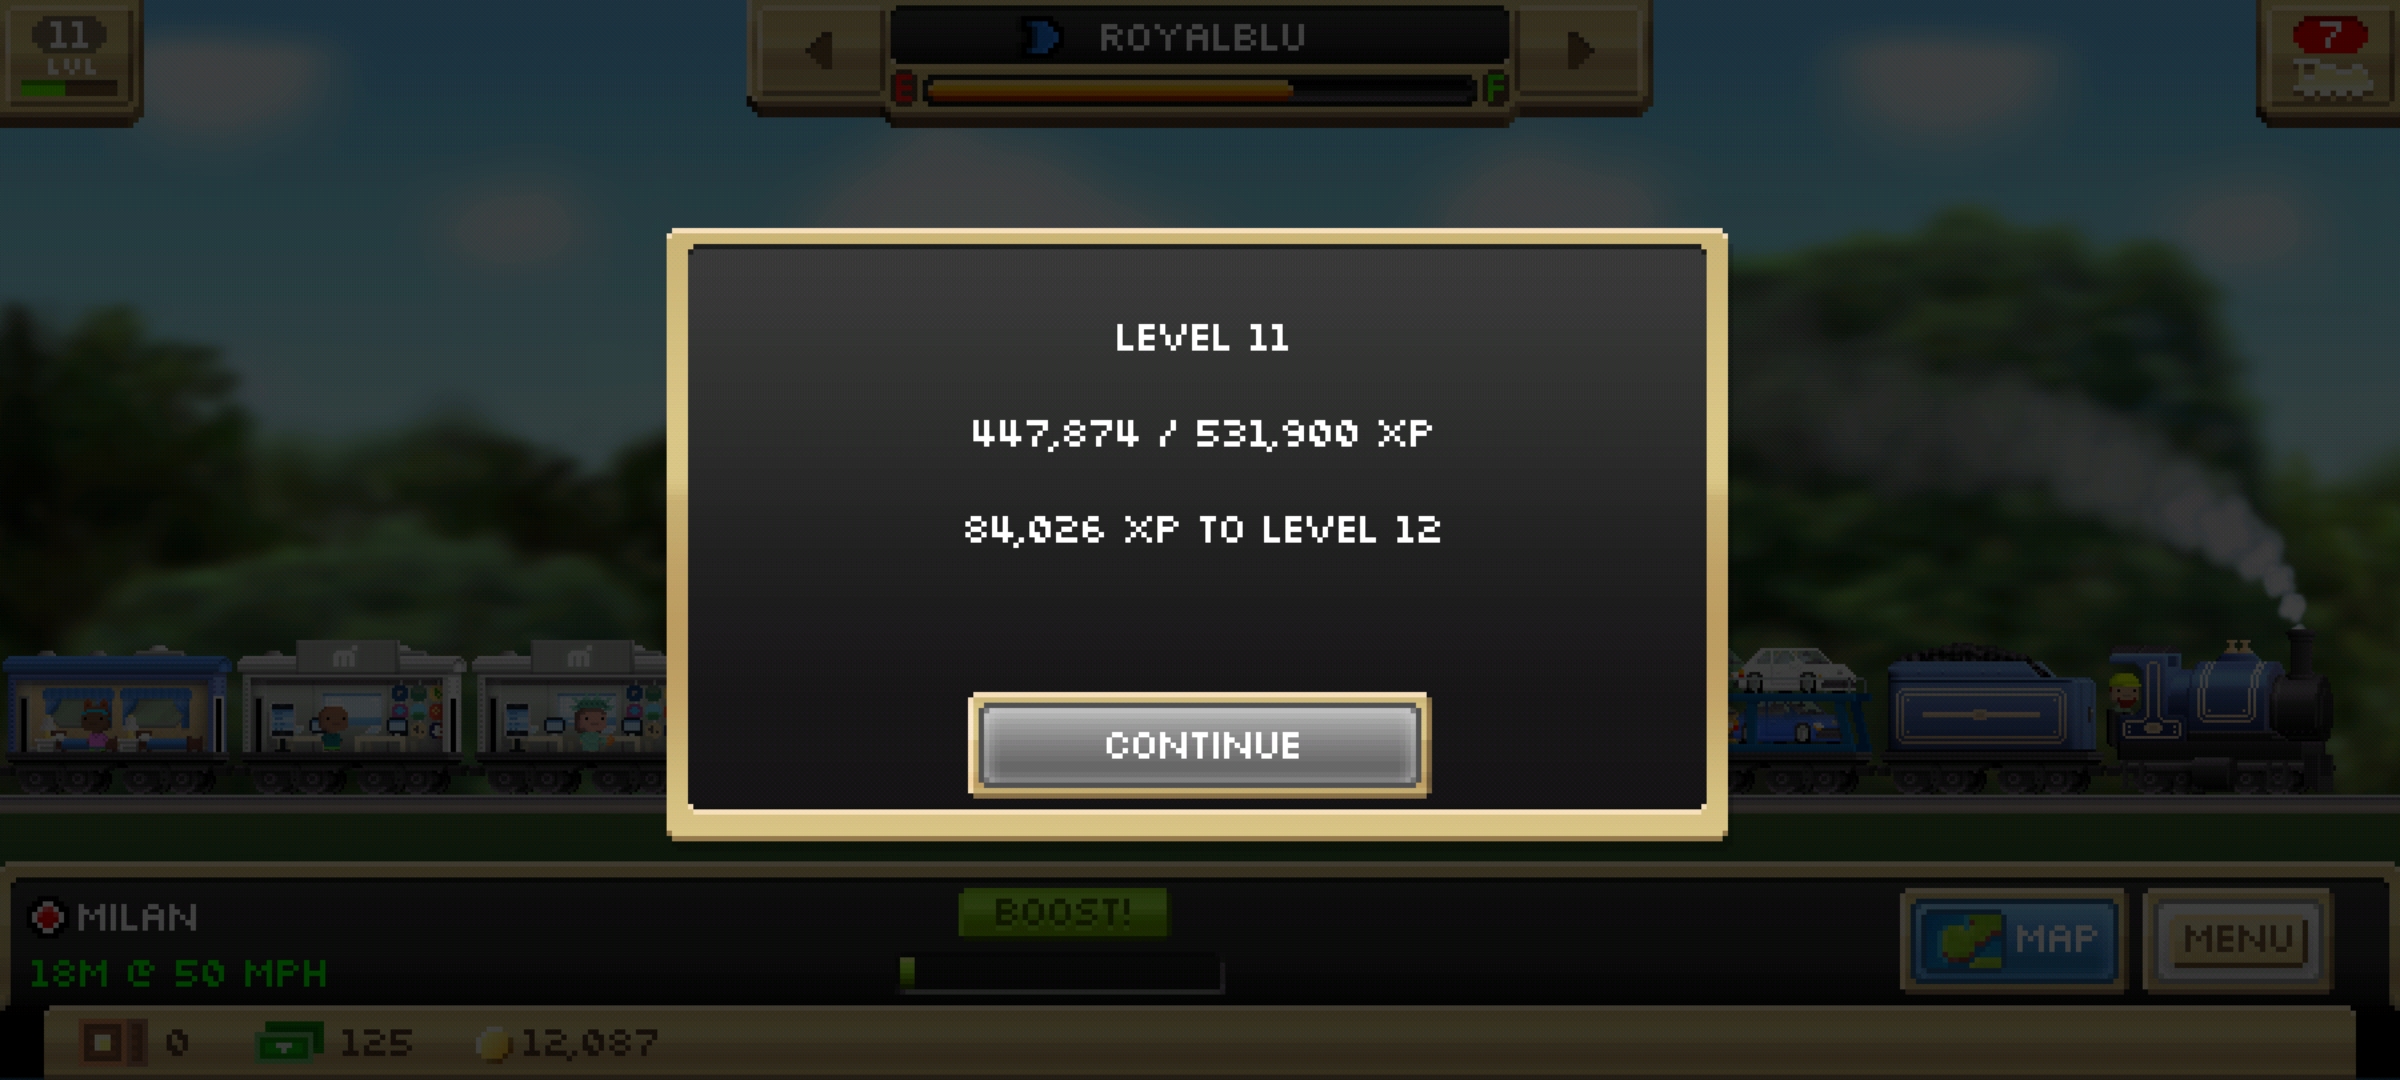 11
LVL
ROYALBLU
E F
7
LEVEL 11
447,874 / 531,900 XP
84,026 XP TO LEVEL 12
CONTINUE
m
m
MILAN
18M @ 50 MPH
BOOST!
MAP
MENU
0
125
12,087